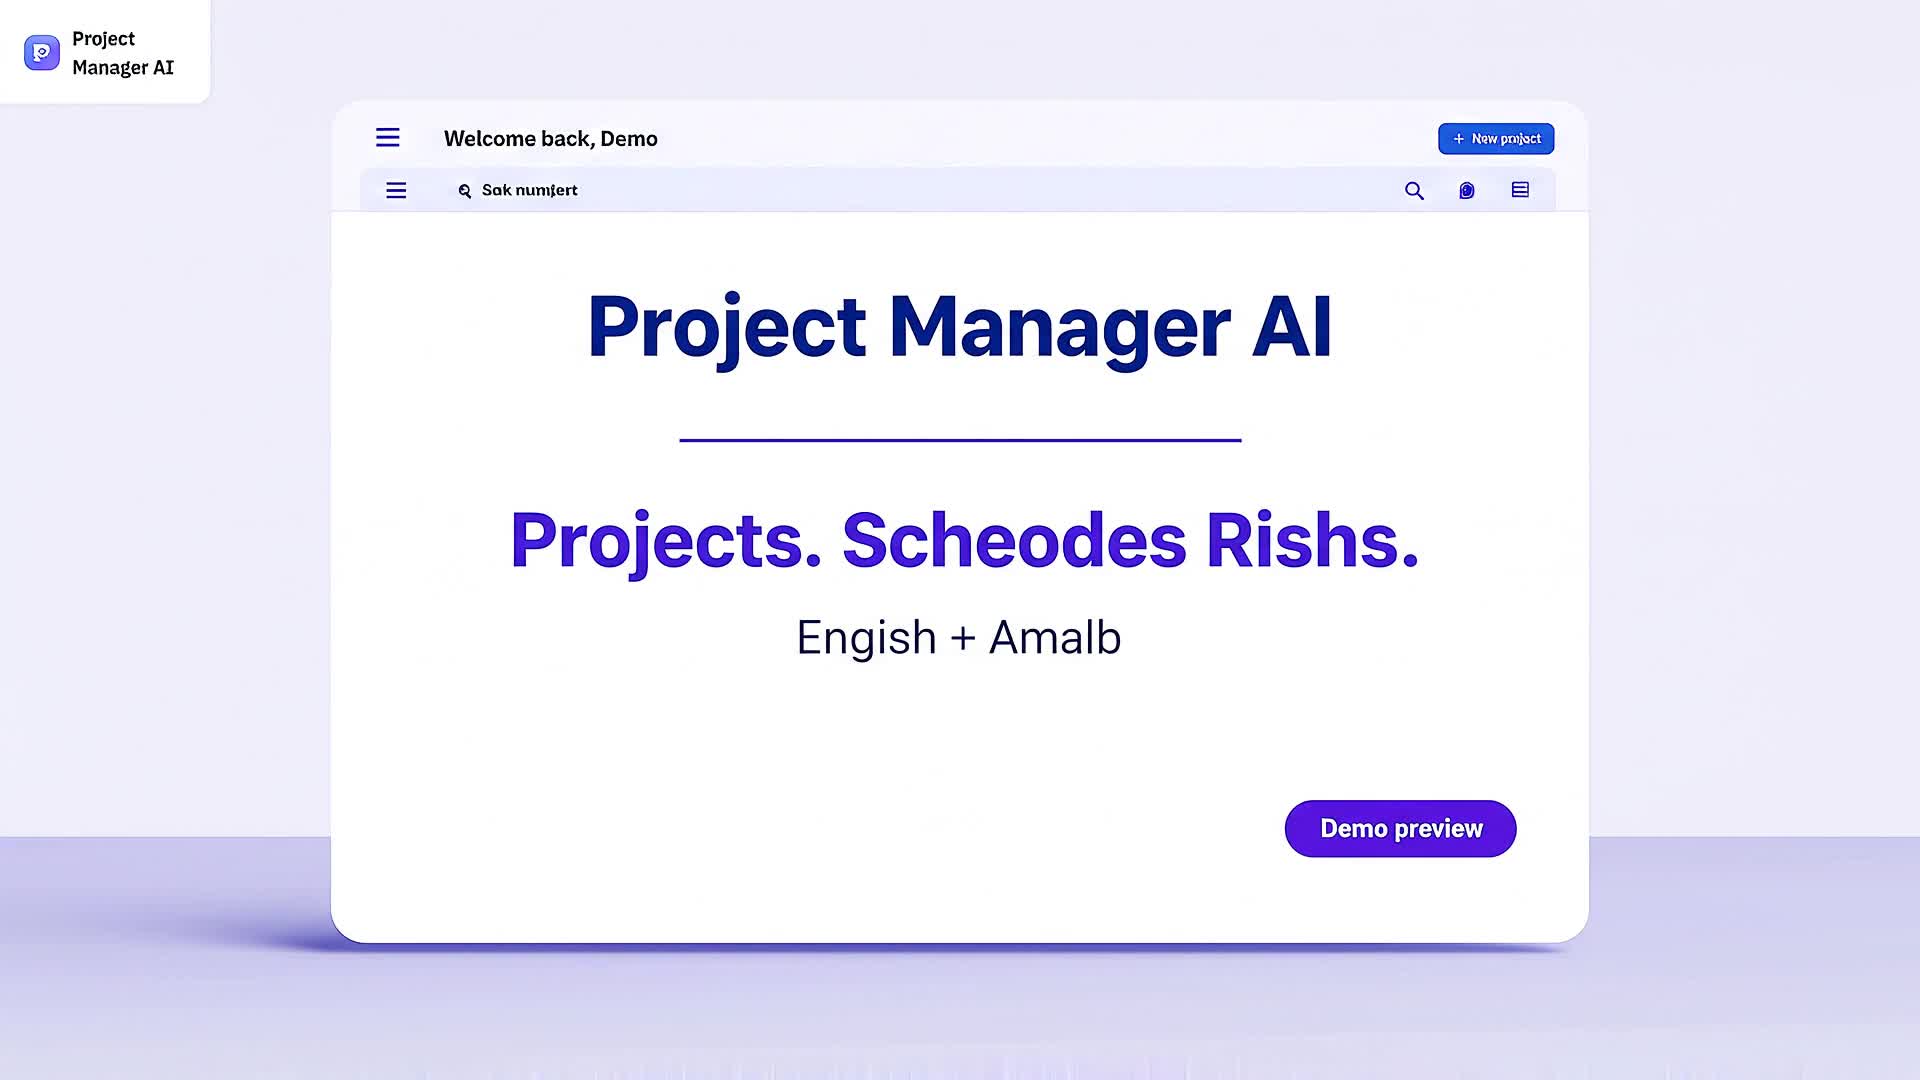 Project
Manager AI
Welcome back, Demo
+ New project
Sak numfert
Project Manager AI
Projects. Scheodes Rishs.
Engish + Amalb
Demo preview